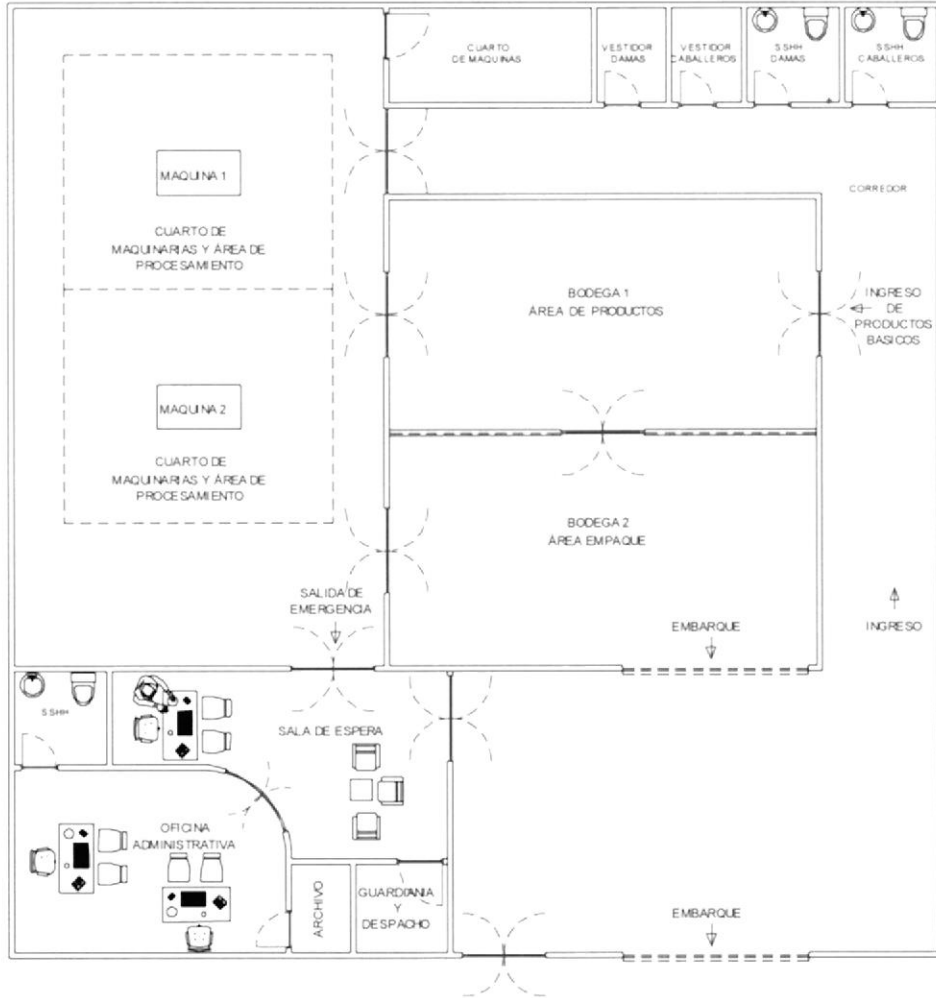 CUARTO
DE MAQUINAS
VESTIDOR
DAMAS
VESTIDOR
CABALLEROS
SSHH
DAMAS
SSHH
CABALLEROS
MAQUINA 1
CUARTO DE
MAQUINARIAS Y ÁREA DE
PROCESAMIENTO
CORREDOR
BODEGA 1
ÁREA DE PRODUCTOS
INGRESO
DE
PRODUCTOS
BASICOS
MAQUINA 2
CUARTO DE
MAQUINARIAS Y ÁREA DE
PROCESAMIENTO
BODEGA 2
ÁREA EMPAQUE
SALIDA DE
EMERGENCIA
EMBARQUE
INGRESO
SSHH
SALA DE ESPERA
OFICINA
ADMINISTRATIVA
ARCHIVO
GUARDIANIA
Y
DESPACHO
EMBARQUE